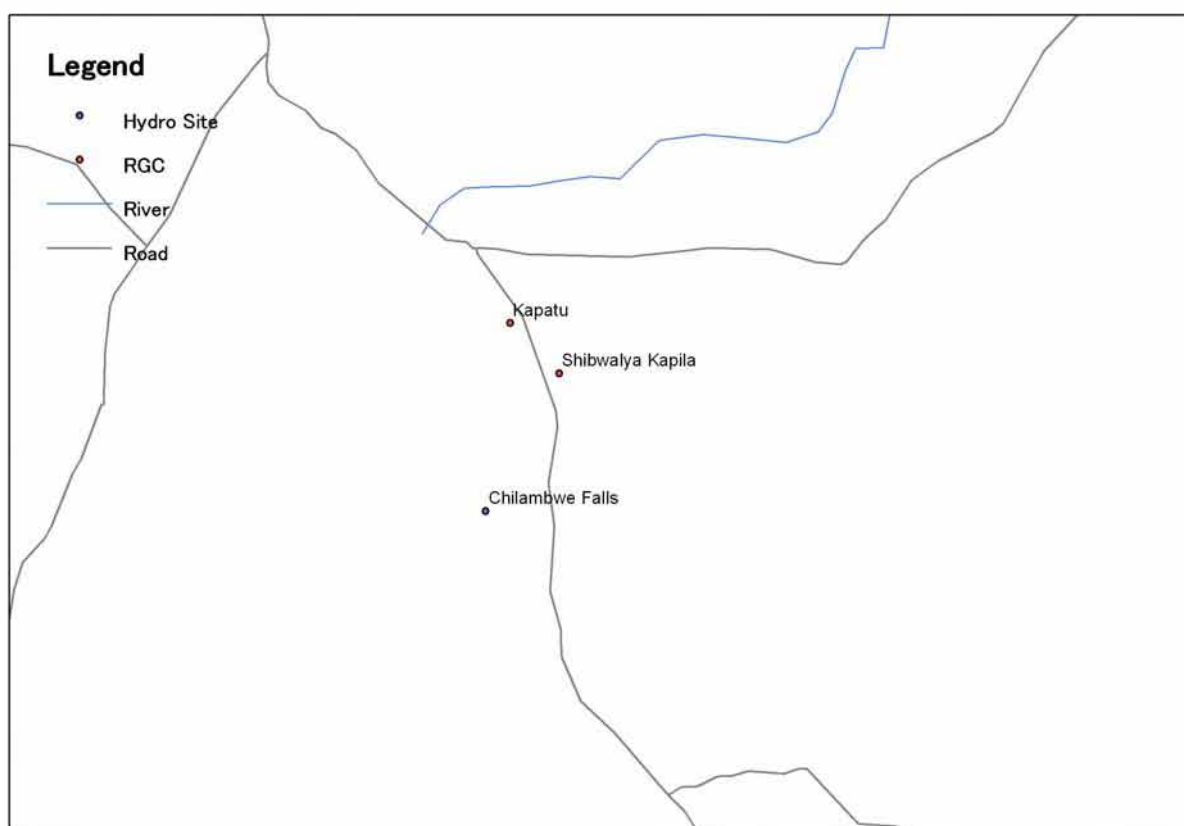 Legend
Hydro Site
RGC
River
Road
Kapatu
Shibwalya Kapila
Chilambwe Falls